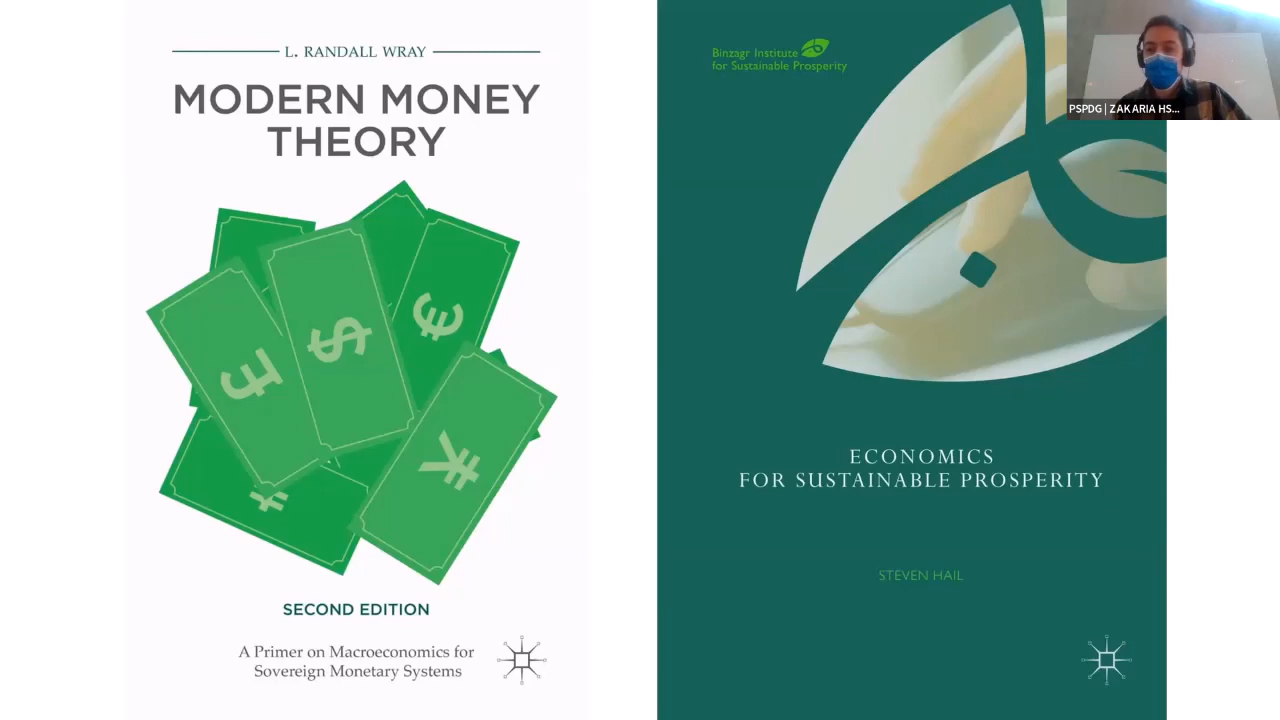 L. RANDALL WRAY
MODERN MONEY
THEORY
£
$
€
¥
¥
SECOND EDITION
A Primer on Macroeconomics for
Sovereign Monetary Systems
Binzagr Institute
for Sustainable Prosperity
ECONOMICS
FOR SUSTAINABLE PROSPERITY
STEVEN HAIL
PSPDG | ZAKARIA HS...